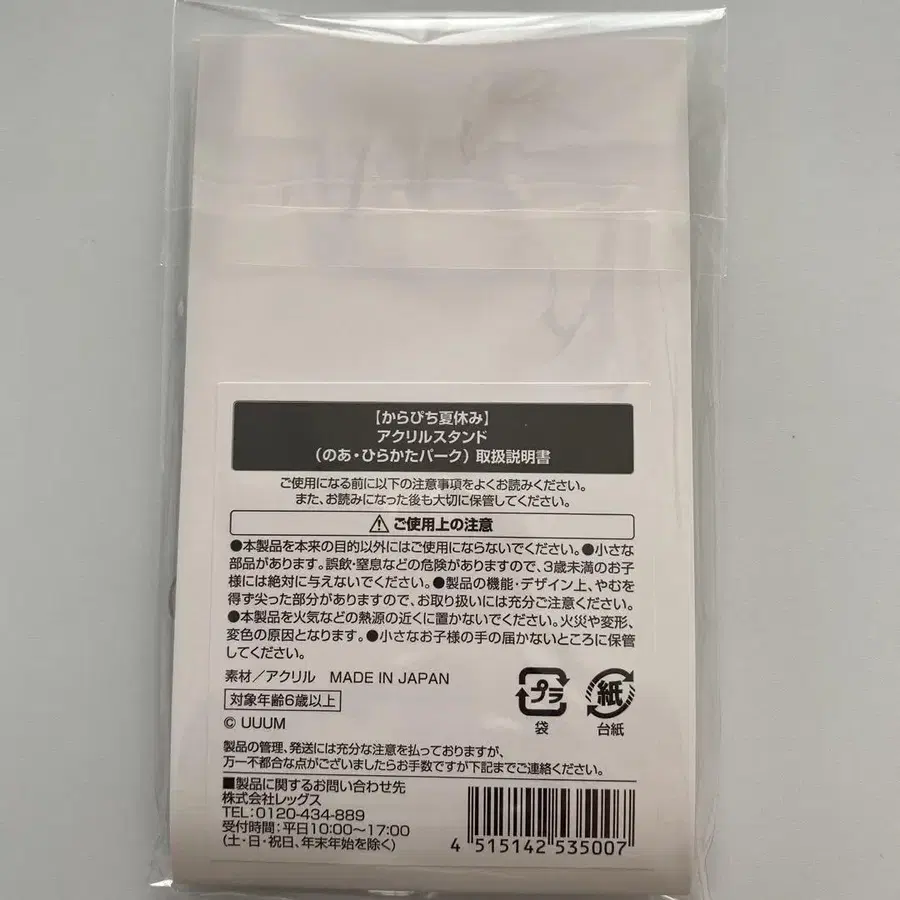 【からぴち夏休み】
アクリルスタンド
（のあ・ひらかたパーク）取扱説明書
ご使用になる前に以下の注意事項をよくお読みください。
また、お読みになった後も大切に保管してください。
⚠ ご使用上の注意
●本製品を本来の目的以外にはご使用にならないでください。●小さな
部品があります。誤飲・窒息などの危険がありますので、3歳未満のお子
様には絶対に与えないでください。●製品の機能・デザイン上、やむを
得ず尖った部分がありますので、お取り扱いには充分ご注意ください。
●本製品を火気などの熱源の近くに置かないでください。火災や変形、
変色の原因となります。●小さなお子様の手の届かないところに保管
してください。
素材／アクリル MADE IN JAPAN
対象年齢6歳以上
© UUUM
プラ
袋
紙
台紙
製品の管理、発送には充分な注意を払っておりますが、
万一不都合な点がございましたらお手数ですが下記までご連絡ください。
■製品に関するお問い合わせ先
株式会社レッグス
TEL：0120-434-889
受付時間：平日10:00〜17:00
（土・日・祝日、年末年始を除く）
4 515142 535007